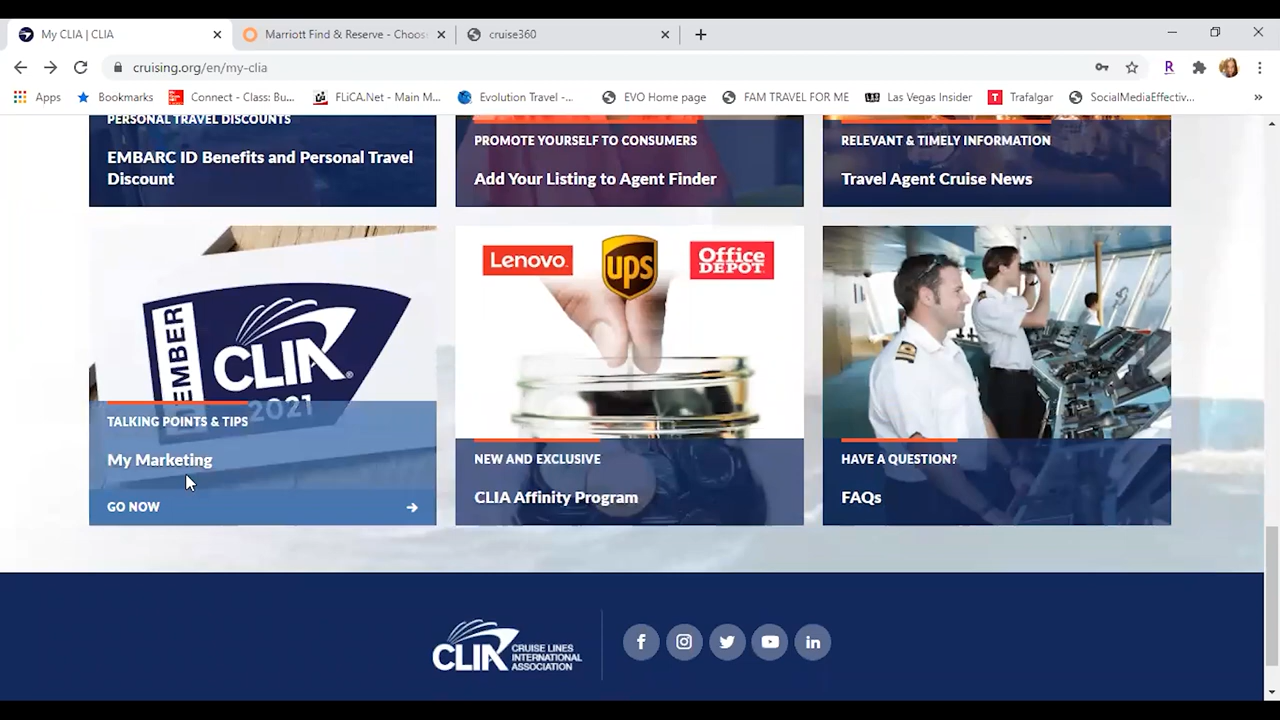 My CLIA | CLIA
Marriott Find & Reserve - Choos
cruise360
cruising.org/en/my-clia
R
Apps
Bookmarks
Connect - Class: Bu...
FLiCA.Net - Main M...
Evolution Travel -...
EVO Home page
FAM TRAVEL FOR ME
Las Vegas Insider
T
Trafalgar
SocialMediaEffectiv...
»
PERSONAL TRAVEL DISCOUNTS
EMBARC ID Benefits and Personal Travel
Discount
PROMOTE YOURSELF TO CONSUMERS
Add Your Listing to Agent Finder
RELEVANT & TIMELY INFORMATION
Travel Agent Cruise News
EMBER
CLIA®
2021
TALKING POINTS & TIPS
My Marketing
GO NOW
Lenovo.
ups
Office
DEPOT
NEW AND EXCLUSIVE
CLIA Affinity Program
HAVE A QUESTION?
FAQs
CLIA
CRUISE LINES
INTERNATIONAL
ASSOCIATION
f
in